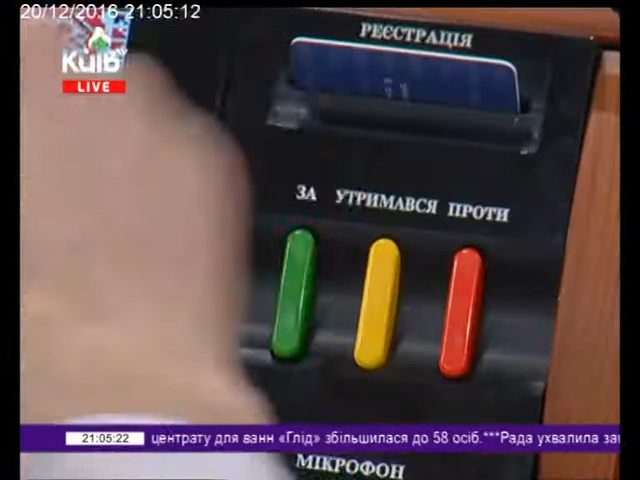 20/12/2016 21:05:12
РЕЄСТРАЦІЯ
Київ
LIVE
ЗА УТРИМАВСЯ ПРОТИ
21:05:22 центрату для ванн «Глід» збільшилася до 58 осіб.***Рада ухвалила за
МІКРОФОН